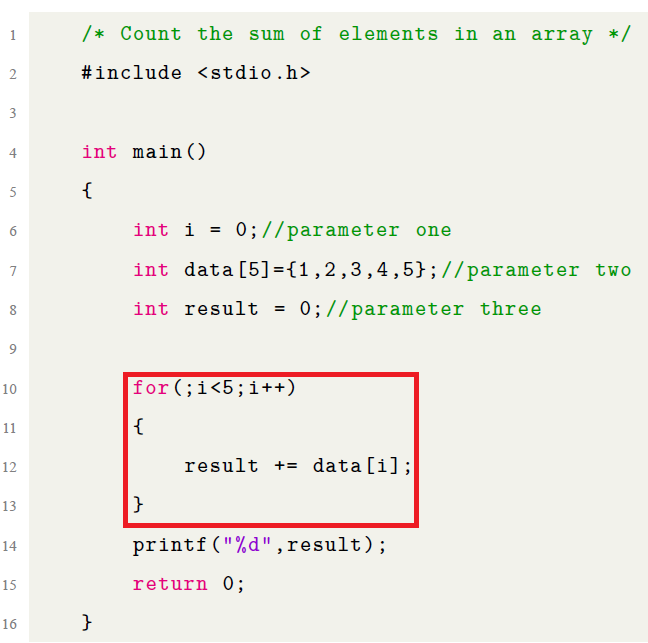 1 /* Count the sum of elements in an array */
2 #include <stdio.h>
3
4 int main()
5 {
6 int i = 0;//parameter one
7 int data[5]={1,2,3,4,5};//parameter two
8 int result = 0;//parameter three
9
10 for(;i<5;i++)
11 {
12 result += data[i];
13 }
14 printf("%d",result);
15 return 0;
16 }